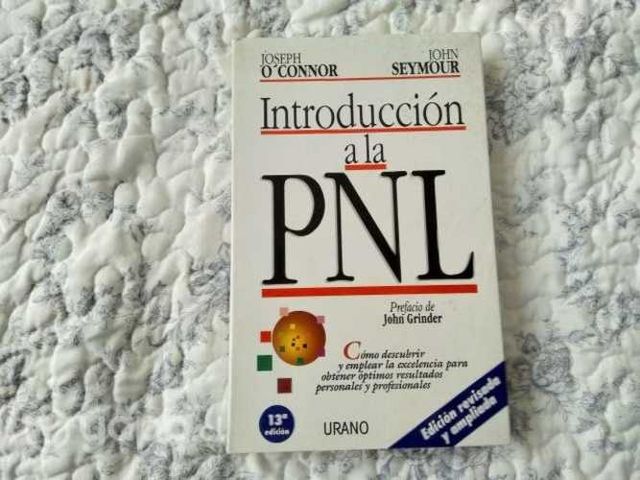 JOSEPH
O'CONNOR
JOHN
SEYMOUR
Introducción
a la
PNL
Prefacio de
John Grinder
Cómo descubrir
y emplear la excelencia para
obtener óptimos resultados
personales y profesionales
13ª
edición
URANO
Edición revisada
y ampliada